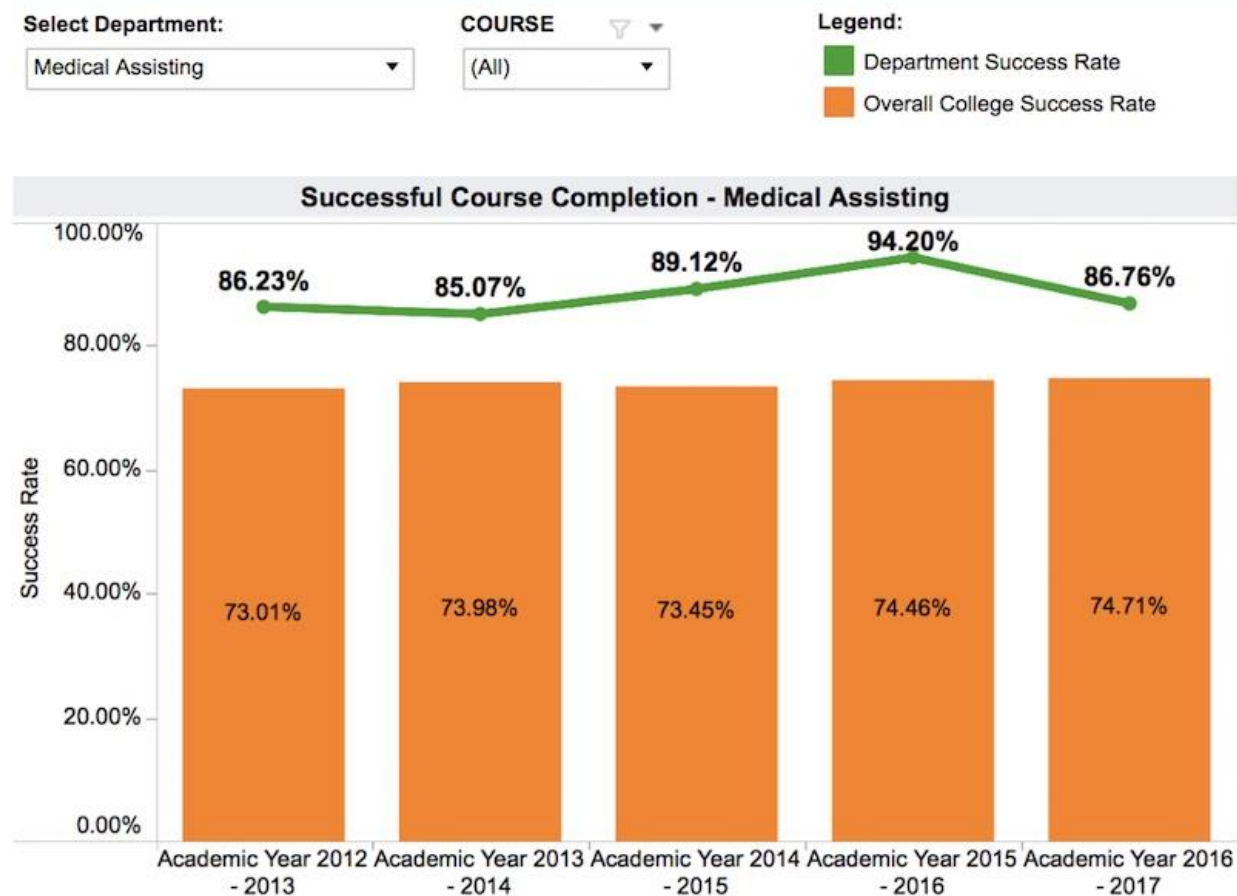 Select Department:
COURSE
Legend:
Medical Assisting
(All)
Department Success Rate
Overall College Success Rate
Successful Course Completion - Medical Assisting
100.00%
80.00%
60.00%
40.00%
20.00%
0.00%
Success Rate
86.23%
85.07%
89.12%
94.20%
86.76%
73.01%
73.98%
73.45%
74.46%
74.71%
Academic Year 2012
- 2013
Academic Year 2013
- 2014
Academic Year 2014
- 2015
Academic Year 2015
- 2016
Academic Year 2016
- 2017